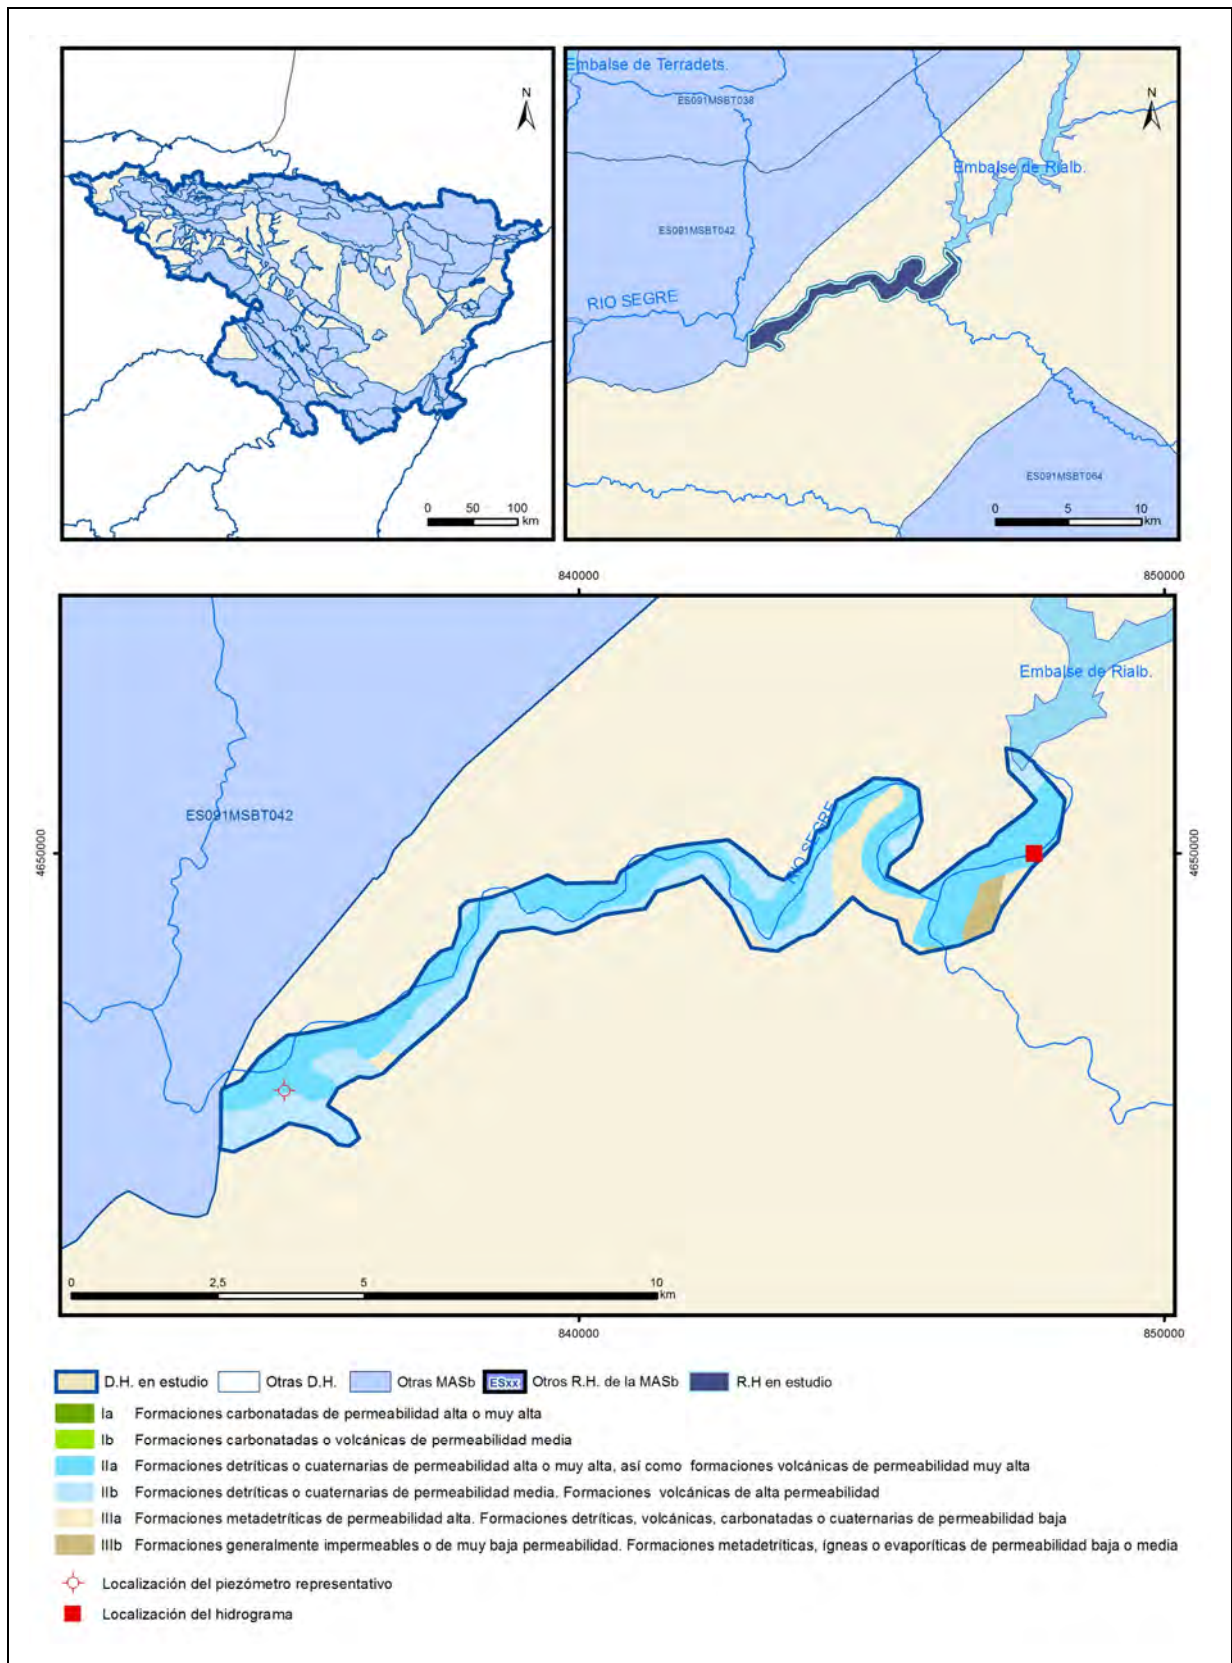 N
0 50 100
km
Embalse de Terradets.
ES091MSBT038
N
Embalse de Rialb.
ES091MSBT042
RIO SEGRE
ES091MSBT064
0 5 10
km
840000 850000
Embalse de Rialb.
ES091MSBT042
RIO SEGRE
4650000 4650000
0 2,5 5 10
km
840000 850000
D.H. en estudio Otras D.H. Otras MASb ESxx Otros R.H. de la MASb R.H en estudio
Ia Formaciones carbonatadas de permeabilidad alta o muy alta
Ib Formaciones carbonatadas o volcánicas de permeabilidad media
IIa Formaciones detríticas o cuaternarias de permeabilidad alta o muy alta, así como formaciones volcánicas de permeabilidad muy alta
IIb Formaciones detríticas o cuaternarias de permeabilidad media. Formaciones volcánicas de alta permeabilidad
IIIa Formaciones metadetríticas de permeabilidad alta. Formaciones detríticas, volcánicas, carbonatadas o cuaternarias de permeabilidad baja
IIIb Formaciones generalmente impermeables o de muy baja permeabilidad. Formaciones metadetríticas, ígneas o evaporíticas de permeabilidad baja o media
Localización del piezómetro representativo
Localización del hidrograma